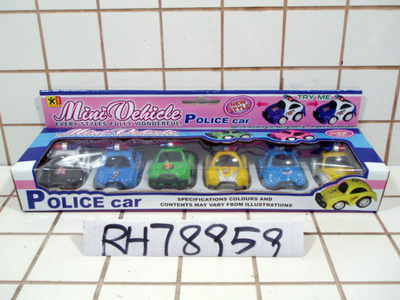 Mini Vehicle
EVERY STYLES FULLY WONDERFUL!
POLICE car
NEW STYLE
TRY ME
POLICE car
SPECIFICATIONS COLOURS AND
CONTENTS MAY VARY FROM ILLUSTRATIONS
RH78959